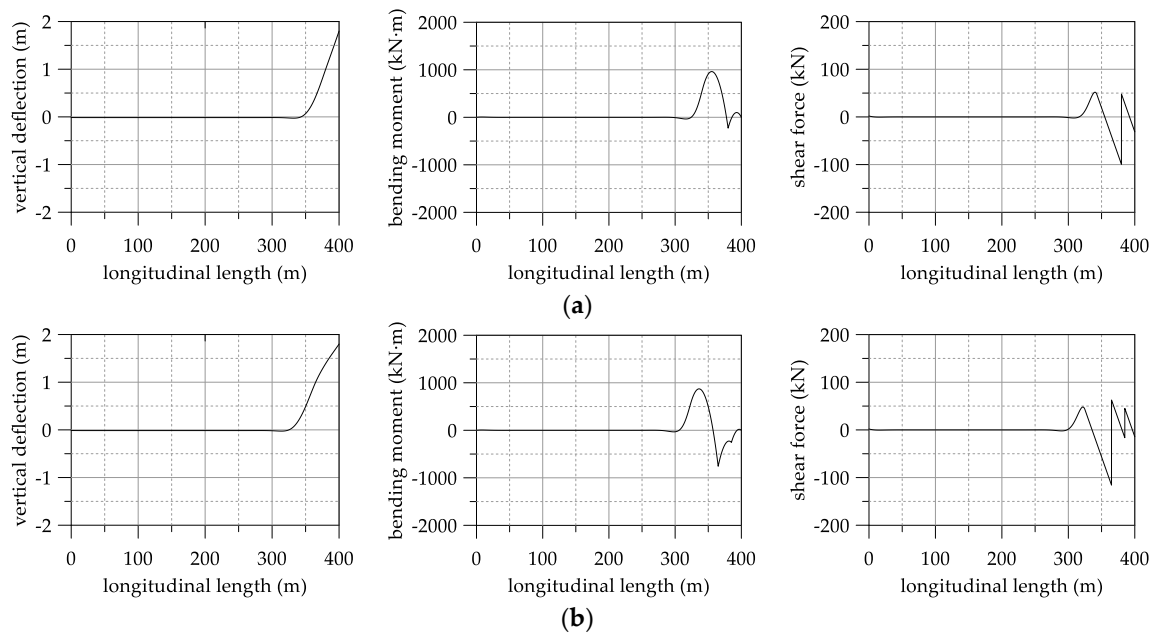 vertical deflection (m)
2
1
0
-1
-2
0 100 200 300 400
longitudinal length (m)
bending moment (kN·m)
2000
1000
0
-1000
-2000
0 100 200 300 400
longitudinal length (m)
shear force (kN)
200
100
0
-100
-200
0 100 200 300 400
longitudinal length (m)
(a)
vertical deflection (m)
2
1
0
-1
-2
0 100 200 300 400
longitudinal length (m)
bending moment (kN·m)
2000
1000
0
-1000
-2000
0 100 200 300 400
longitudinal length (m)
shear force (kN)
200
100
0
-100
-200
0 100 200 300 400
longitudinal length (m)
(b)